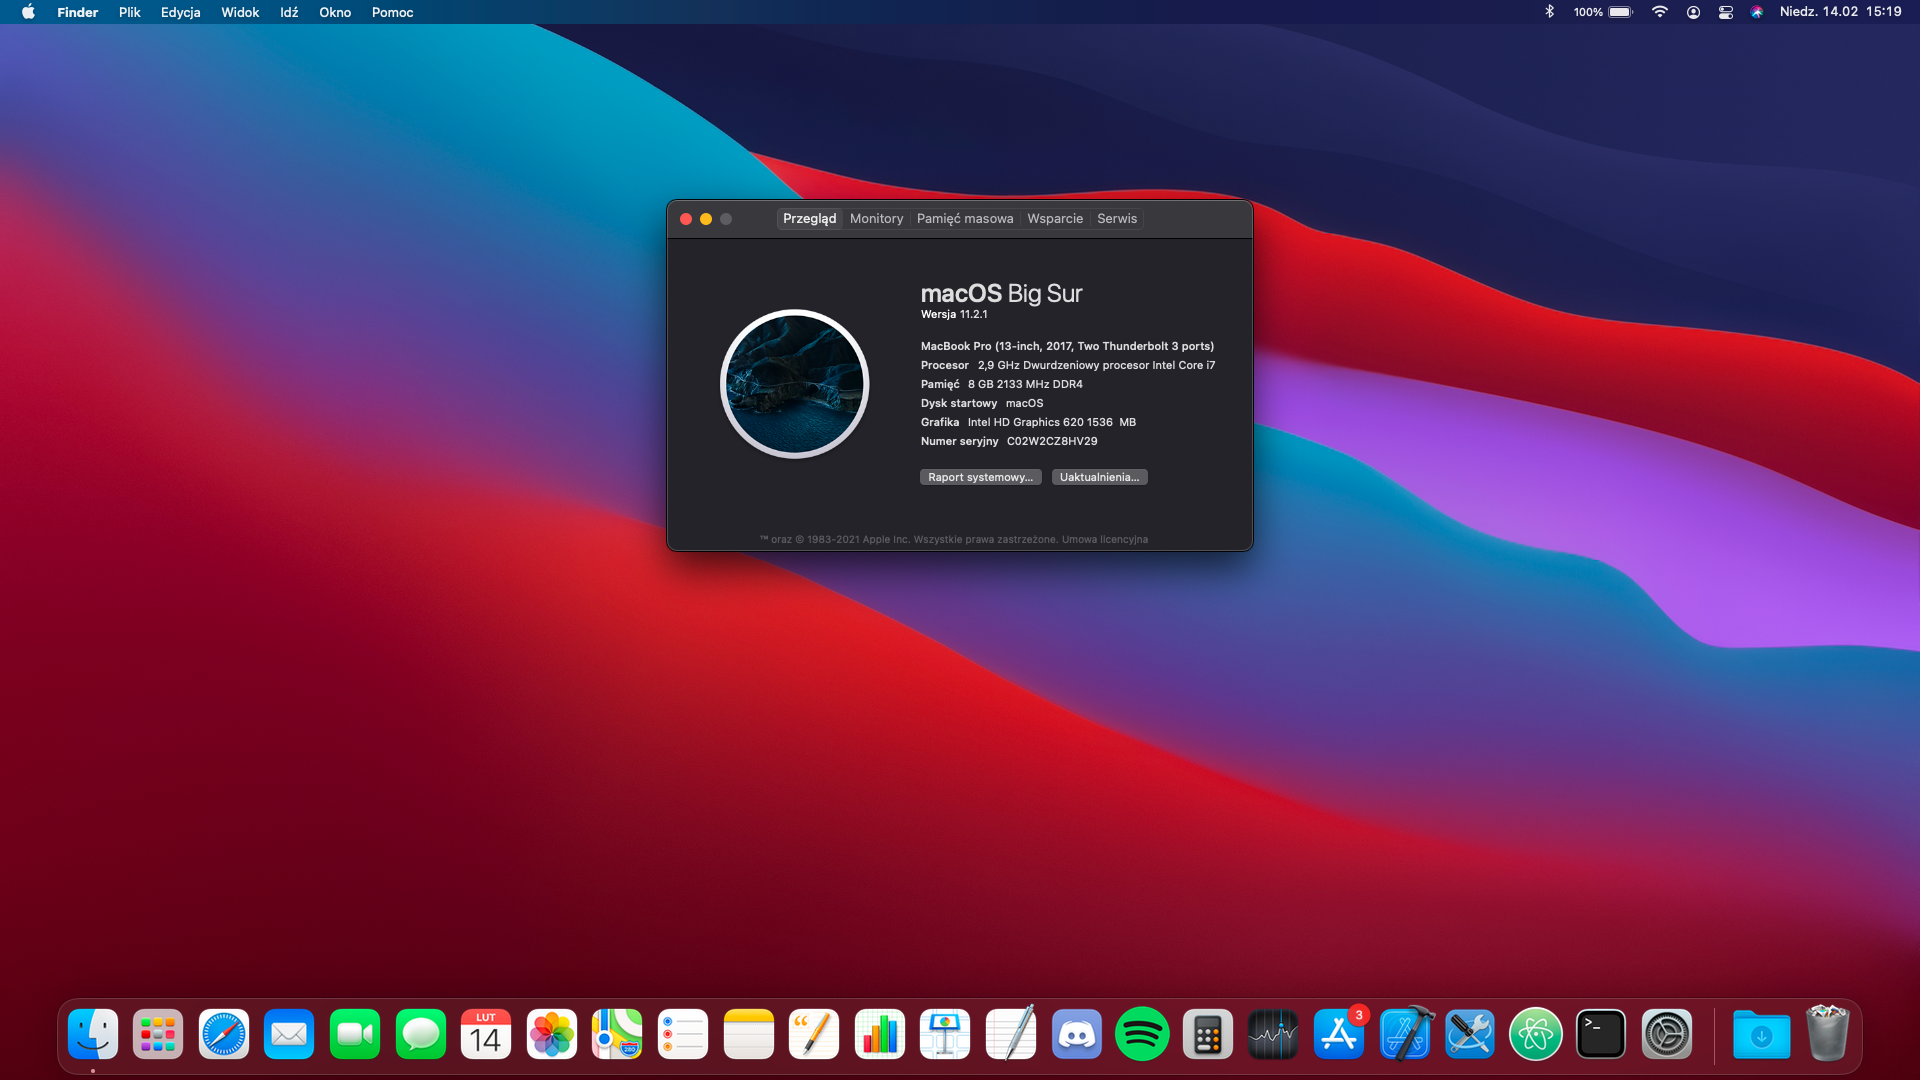 Finder Plik Edycja Widok Idź Okno Pomoc 100% Niedz. 14.02 15:19
Przegląd Monitory Pamięć masowa Wsparcie Serwis
macOS Big Sur
Wersja 11.2.1
MacBook Pro (13-inch, 2017, Two Thunderbolt 3 ports)
Procesor 2,9 GHz Dwurdzeniowy procesor Intel Core i7
Pamięć 8 GB 2133 MHz DDR4
Dysk startowy macOS
Grafika Intel HD Graphics 620 1536 MB
Numer seryjny C02W2CZ8HV29
Raport systemowy... Uaktualnienia...
™ oraz © 1983-2021 Apple Inc. Wszystkie prawa zastrzeżone. Umowa licencyjna
LUT
14
280
3
>_